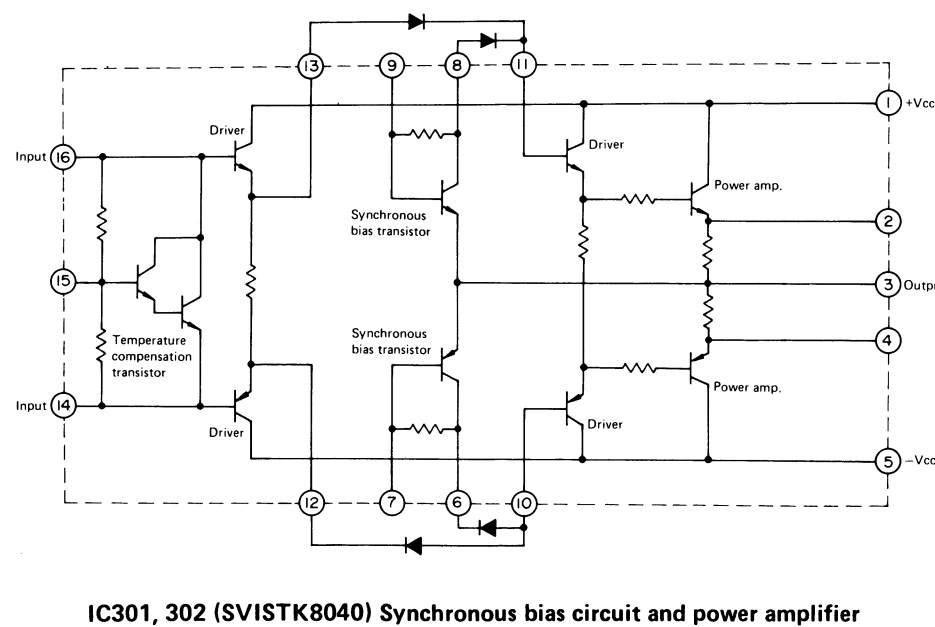 13
9
8
11
1
+Vcc
Driver
Input 16
Driver
Power amp.
Synchronous
bias transistor
2
15
3 Outpu
Synchronous
bias transistor
4
Temperature
compensation
transistor
Power amp.
Input 14
Driver
Driver
5
-Vcc
12
7
6
10
IC301, 302 (SVISTK8040) Synchronous bias circuit and power amplifier